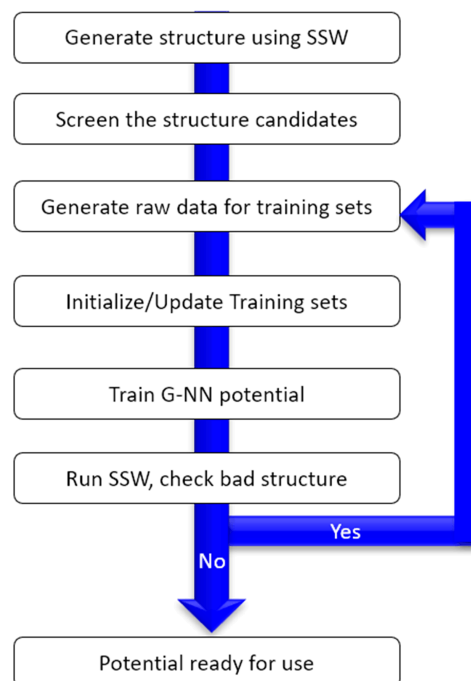 Generate structure using SSW
Screen the structure candidates
Generate raw data for training sets
Initialize/Update Training sets
Train G-NN potential
Run SSW, check bad structure
Yes
No
Potential ready for use